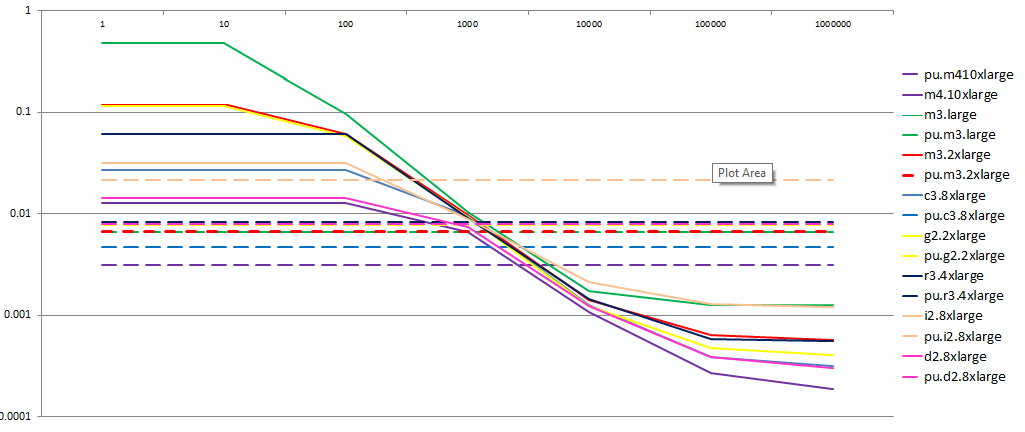 1
1 10 100 1000 10000 100000 1000000
0.1
0.01
0.001
0.0001
Plot Area
pu.m410xlarge
m4.10xlarge
m3.large
pu.m3.large
m3.2xlarge
pu.m3.2xlarge
c3.8xlarge
pu.c3.8xlarge
g2.2xlarge
pu.g2.2xlarge
r3.4xlarge
pu.r3.4xlarge
i2.8xlarge
pu.i2.8xlarge
d2.8xlarge
pu.d2.8xlarge